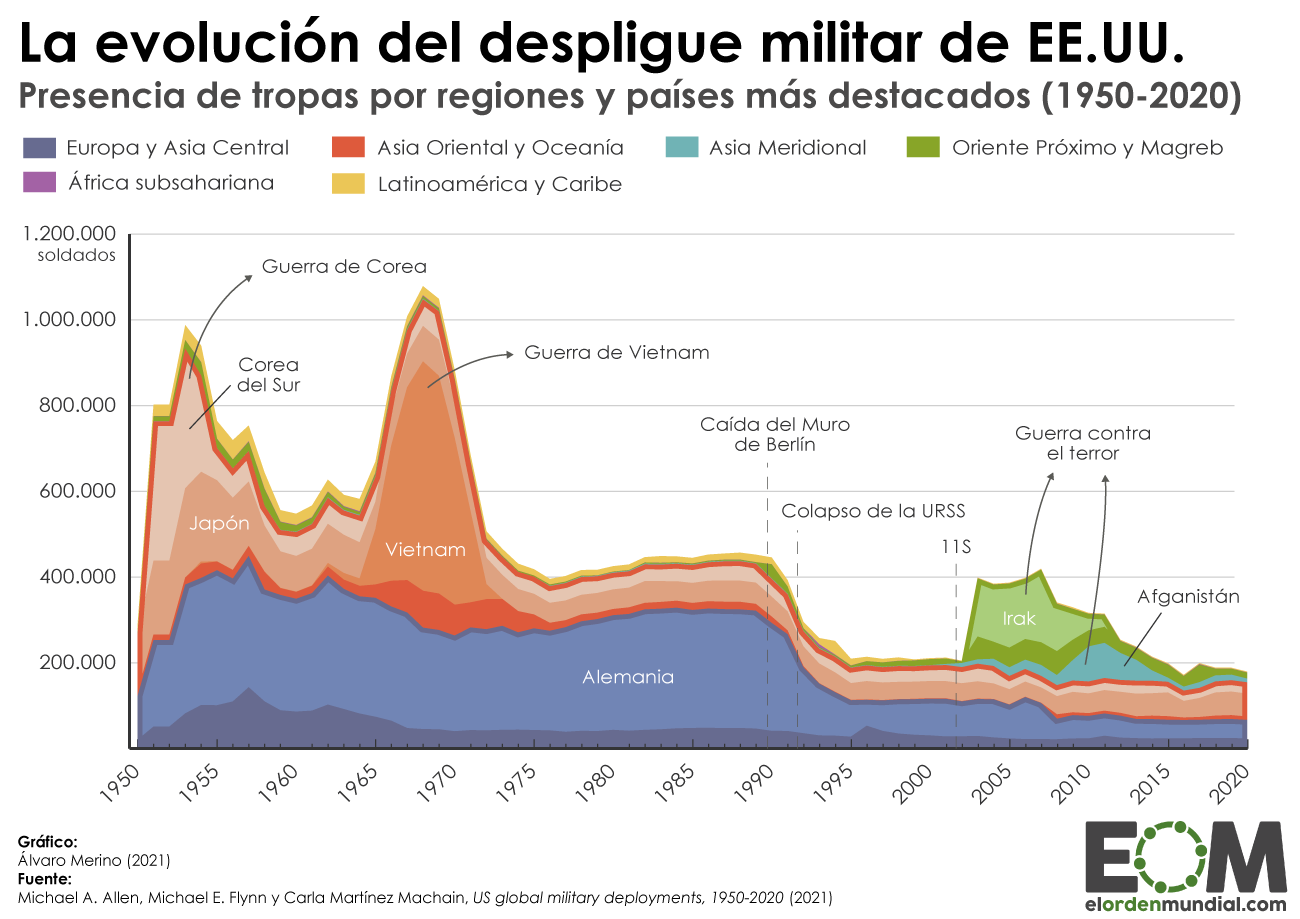 La evolución del despligue militar de EE.UU.
Presencia de tropas por regiones y países más destacados (1950-2020)
Europa y Asia Central
Asia Oriental y Oceanía
Asia Meridional
Oriente Próximo y Magreb
África subsahariana
Latinoamérica y Caribe
1.200.000
soldados
1.000.000
800.000
600.000
400.000
200.000
Guerra de Corea
Corea
del Sur
Japón
Guerra de Vietnam
Vietnam
Alemania
Caída del Muro
de Berlín
Colapso de la URSS
11S
Guerra contra
el terror
Irak
Afganistán
1950
1955
1960
1965
1970
1975
1980
1985
1990
1995
2000
2005
2010
2015
2020
Gráfico:
Álvaro Merino (2021)
Fuente:
Michael A. Allen, Michael E. Flynn y Carla Martínez Machain, US global military deployments, 1950-2020 (2021)
EOM
elordenmundial.com